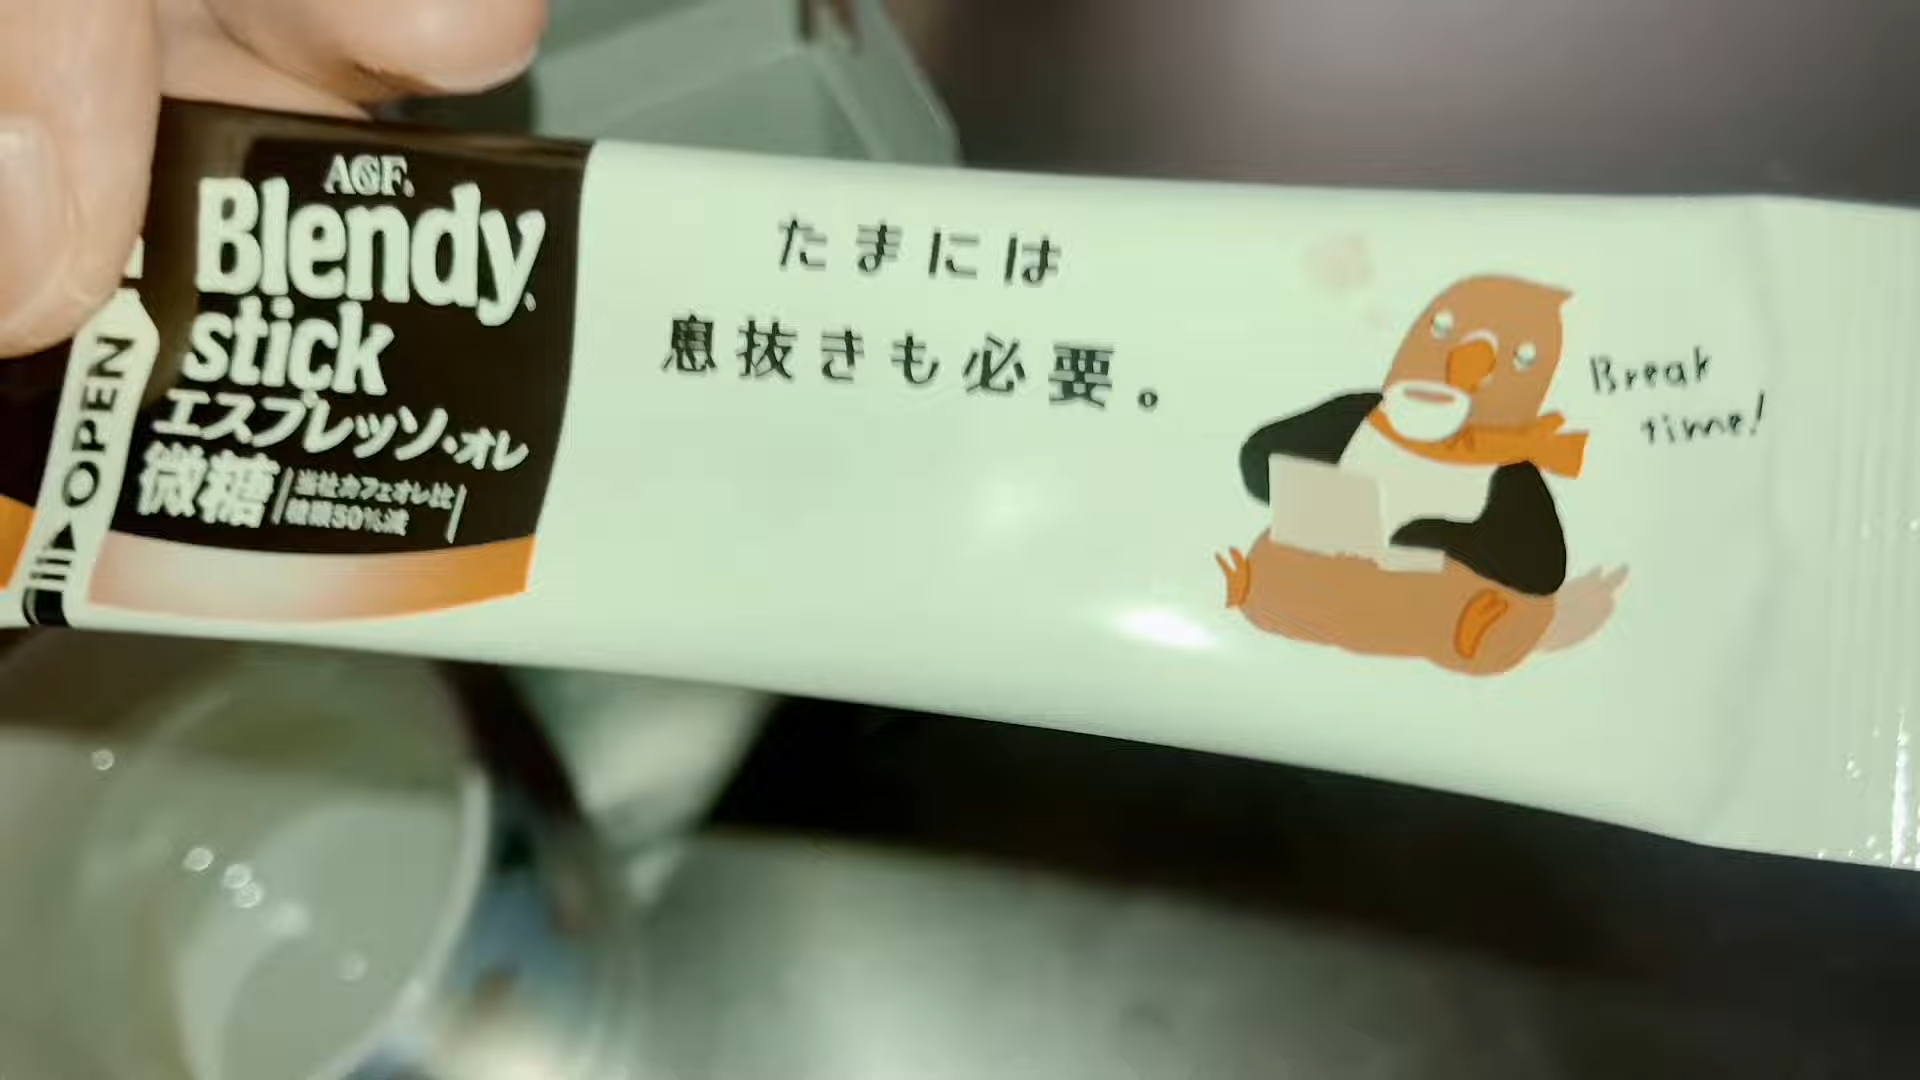 AGF
Blendy
stick
エスプレッソ・オレ
微糖
当社カフェオレ比
糖類50%減
OPEN
たまには
息抜きも必要。
Break
time!